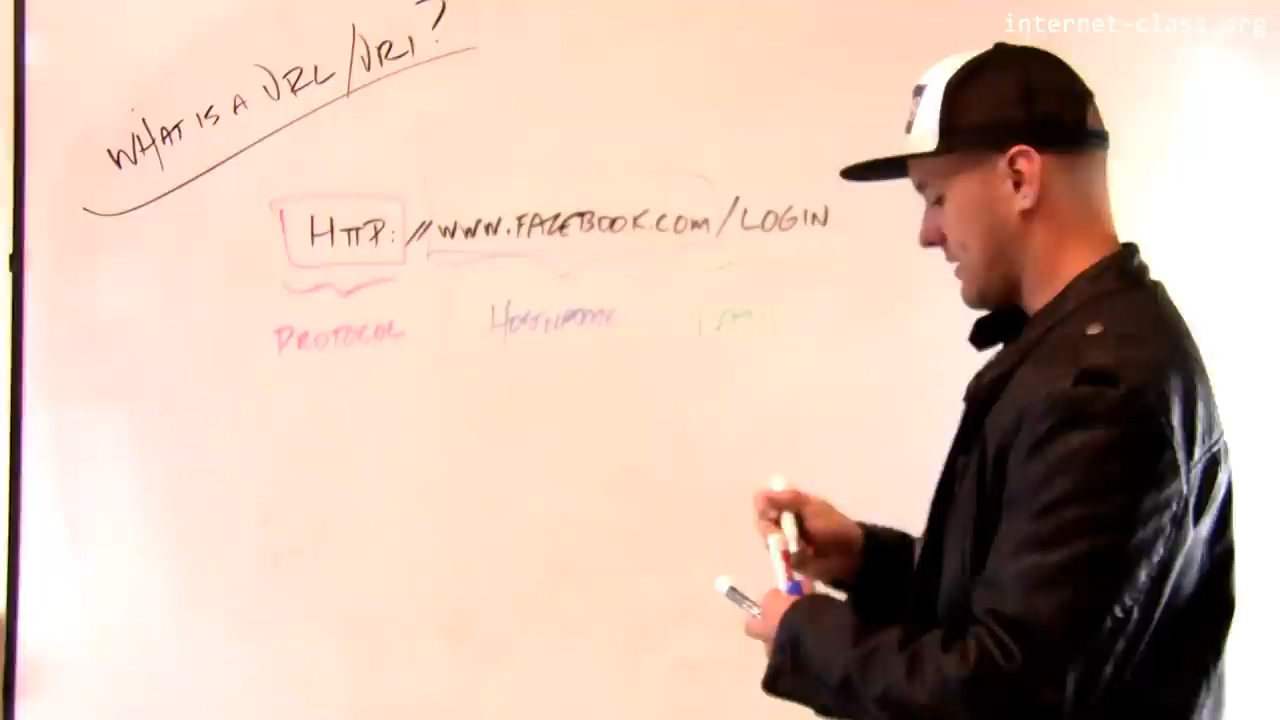 internet-class.org
WHAT IS A URL/URI?
HTTP://WWW.FACEBOOK.COM/LOGIN
PROTOCOL HOSTNAME